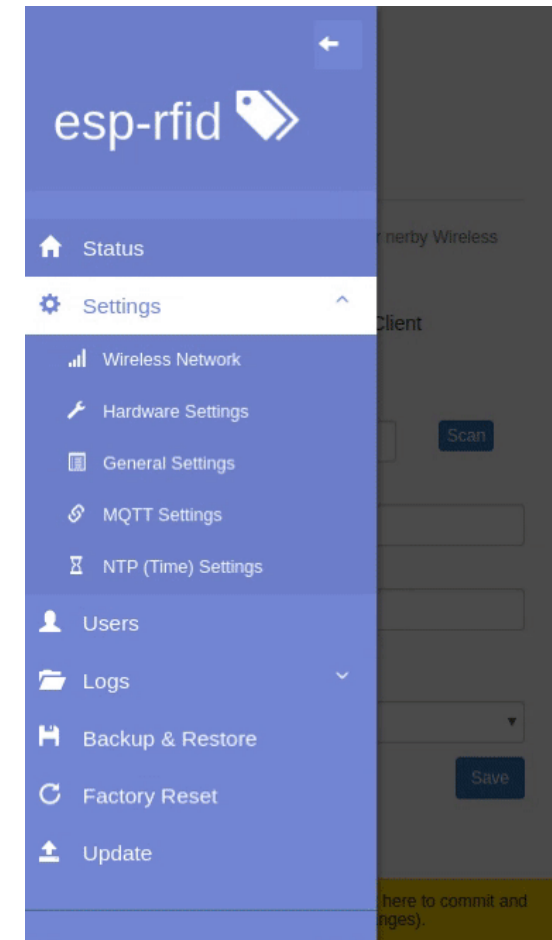 esp-rfid
Status
r nerby Wireless
Settings
Client
Wireless Network
Hardware Settings
Scan
General Settings
MQTT Settings
NTP (Time) Settings
Users
Logs
Backup & Restore
Save
Factory Reset
Update
here to commit and
nges).